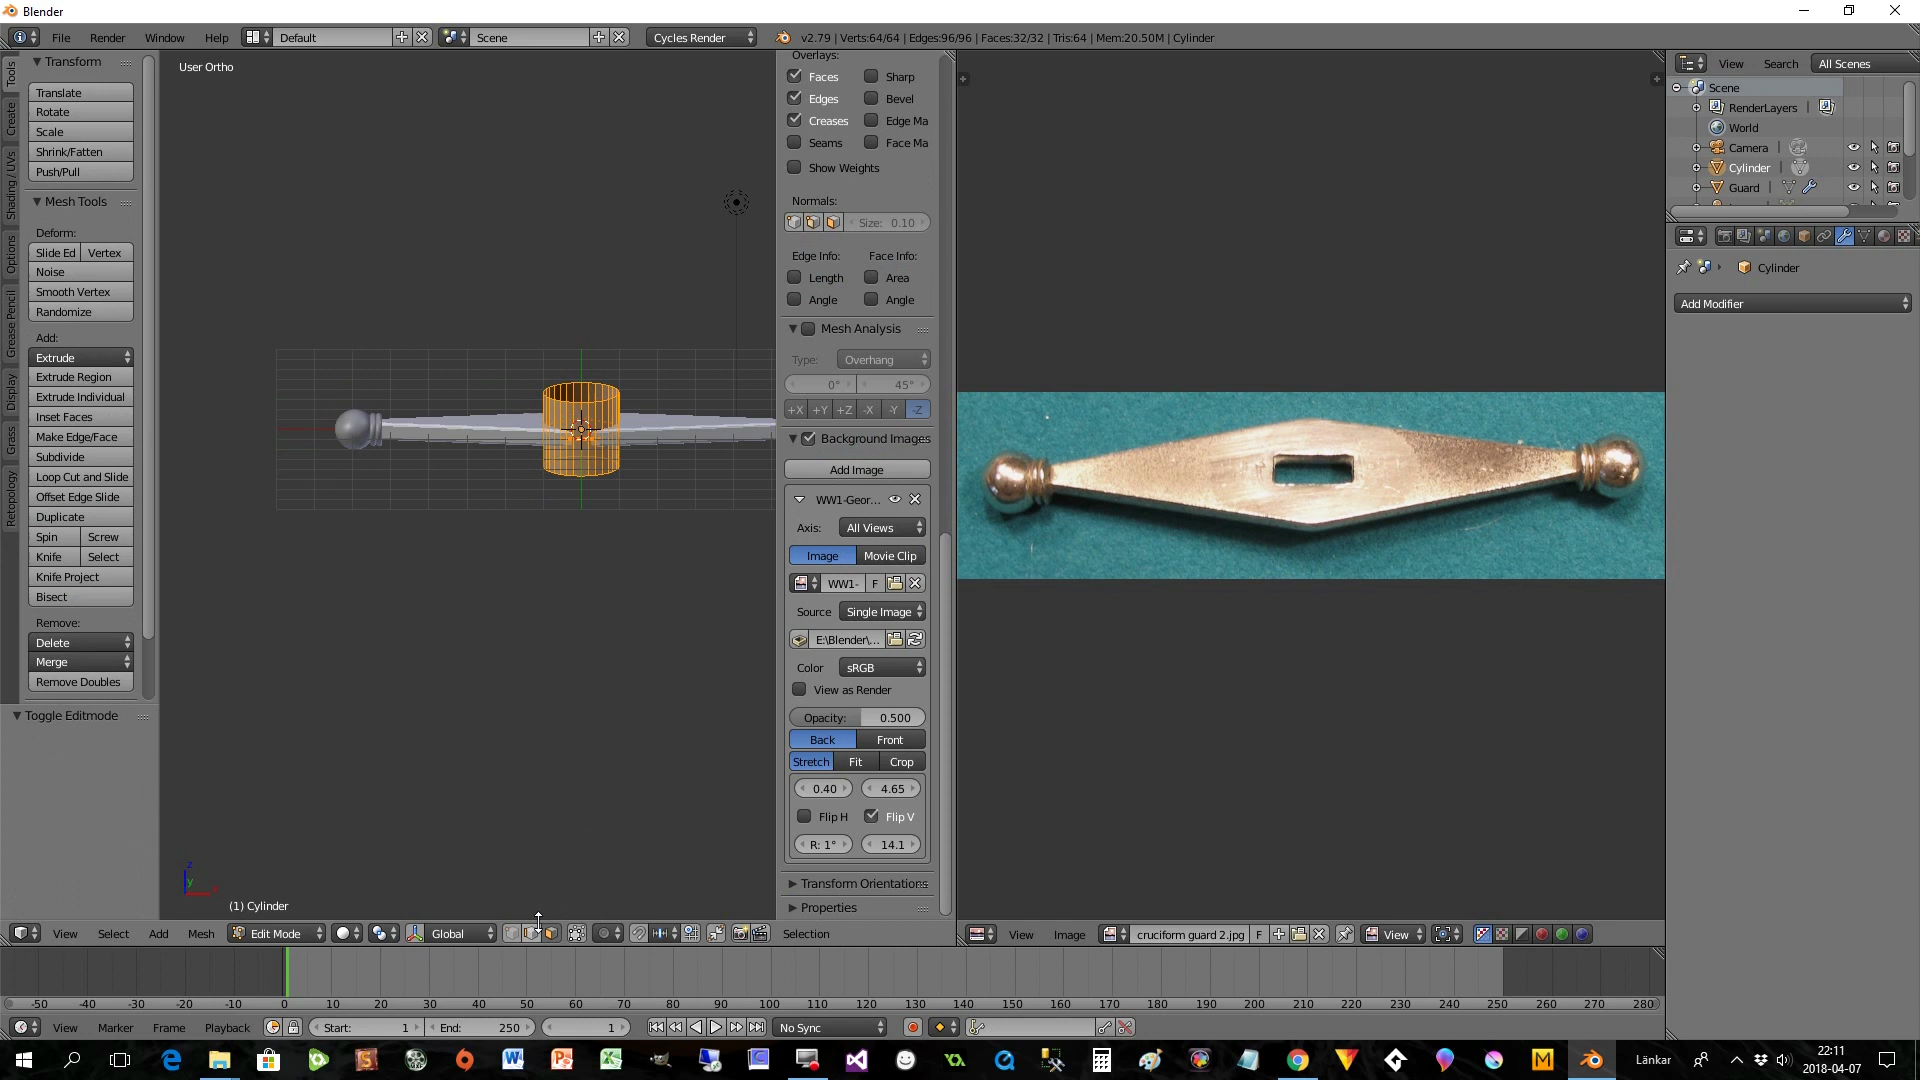 Blender
File Render Window Help Default Scene Cycles Render v2.79 | Verts:64/64 | Edges:96/96 | Faces:32/32 | Tris:64 | Mem:20.50M | Cylinder
Tools
Create
Shading / UVs
Options
Grease Pencil
Display
Grass
Retopology
Transform
Translate
Rotate
Scale
Shrink/Fatten
Push/Pull
Mesh Tools
Deform:
Slide Ed Vertex
Noise
Smooth Vertex
Randomize
Add:
Extrude
Extrude Region
Extrude Individual
Inset Faces
Make Edge/Face
Subdivide
Loop Cut and Slide
Offset Edge Slide
Duplicate
Spin Screw
Knife Select
Knife Project
Bisect
Remove:
Delete
Merge
Remove Doubles
Toggle Editmode
User Ortho
z
y
x
(1) Cylinder
Overlays:
Faces Sharp
Edges Bevel
Creases Edge Ma
Seams Face Ma
Show Weights
Normals:
Size: 0.10
Edge Info: Face Info:
Length Area
Angle Angle
Mesh Analysis
Type: Overhang
0° 45°
+X +Y +Z -X -Y -Z
Background Images
Add Image
WW1-Geor...
Axis: All Views
Image Movie Clip
WW1- F
Source Single Image
E:\Blender\...
Color sRGB
View as Render
Opacity: 0.500
Back Front
Stretch Fit Crop
0.40 4.65
Flip H Flip V
R: 1° 14.1
Transform Orientations
Properties
View Select Add Mesh Edit Mode Global Selection
View Image cruciform guard 2.jpg F View
View Search All Scenes
Scene
RenderLayers |
World
Camera |
Cylinder |
Guard |
Cylinder
Add Modifier
-50 -40 -30 -20 -10 0 10 20 30 40 50 60 70 80 90 100 110 120 130 140 150 160 170 180 190 200 210 220 230 240 250 260 270 280
View Marker Frame Playback Start: 1 End: 250 1 No Sync
Länkar
22:11
2018-04-07